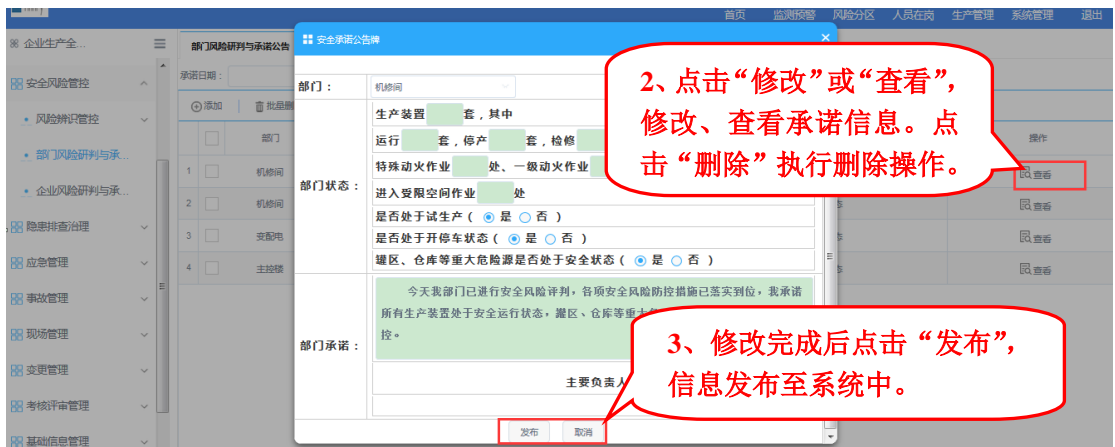 首页 监测预警 风险分区 人员在岗 生产管理 系统管理 退出
企业生产全...
安全风险管控
风险辨识管控
部门风险研判与承...
企业风险研判与承...
隐患排查治理
应急管理
事故管理
现场管理
变更管理
考核评审管理
基础信息管理
部门风险研判与承诺公告
承诺日期：
添加 批量删
部门 操作
1 机修间 查看
2 机修间 查看
3 变配电 查看
4 主控楼 查看
安全承诺公告牌 ×
部门： 机修间
部门状态：
生产装置 套，其中
运行 套，停产 套，检修
特殊动火作业 处、一级动火作业
进入受限空间作业 处
是否处于试生产（ 是 否 ）
是否处于开停车状态（ 是 否 ）
罐区、仓库等重大危险源是否处于安全状态（ 是 否 ）
部门承诺：
今天我部门已进行安全风险评判，各项安全风险防控措施已落实到位，我承诺
所有生产装置处于安全运行状态，罐区、仓库等重大
控。
主要负责人
发布 取消
2、点击“修改”或“查看”，
修改、查看承诺信息。点
击“删除”执行删除操作。
3、修改完成后点击“发布”，
信息发布至系统中。